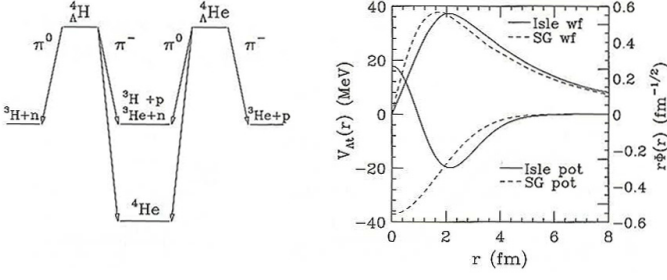 ⁴ΛH
⁴ΛHe
π⁰
π⁻
π⁰
π⁻
³H+n
³H +p
³He+n
³He+p
⁴He
40
20
0
-20
-40
VΛt(r) (MeV)
Isle wf
SG wf
Isle pot
SG pot
0.6
0.4
0.2
0
-0.2
-0.4
-0.6
rΦ(r) (fm⁻¹/²)
0 2 4 6 8
r (fm)